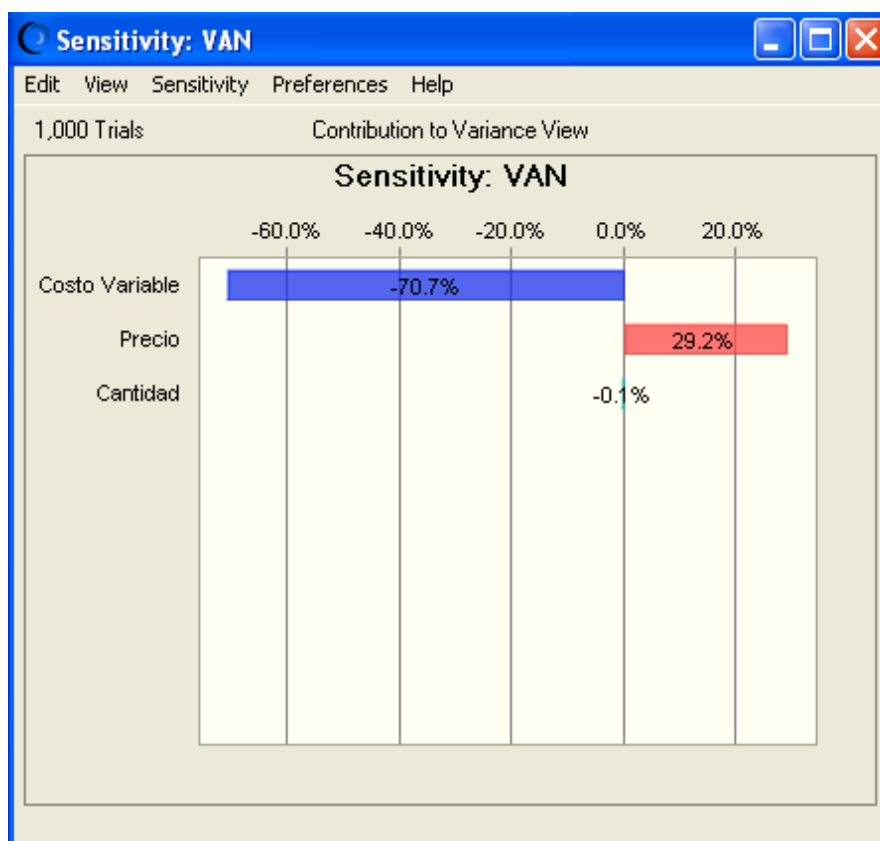 Sensitivity: VAN
Edit View Sensitivity Preferences Help
1,000 Trials Contribution to Variance View
Sensitivity: VAN
-60.0% -40.0% -20.0% 0.0% 20.0%
Costo Variable -70.7%
Precio 29.2%
Cantidad -0.1%